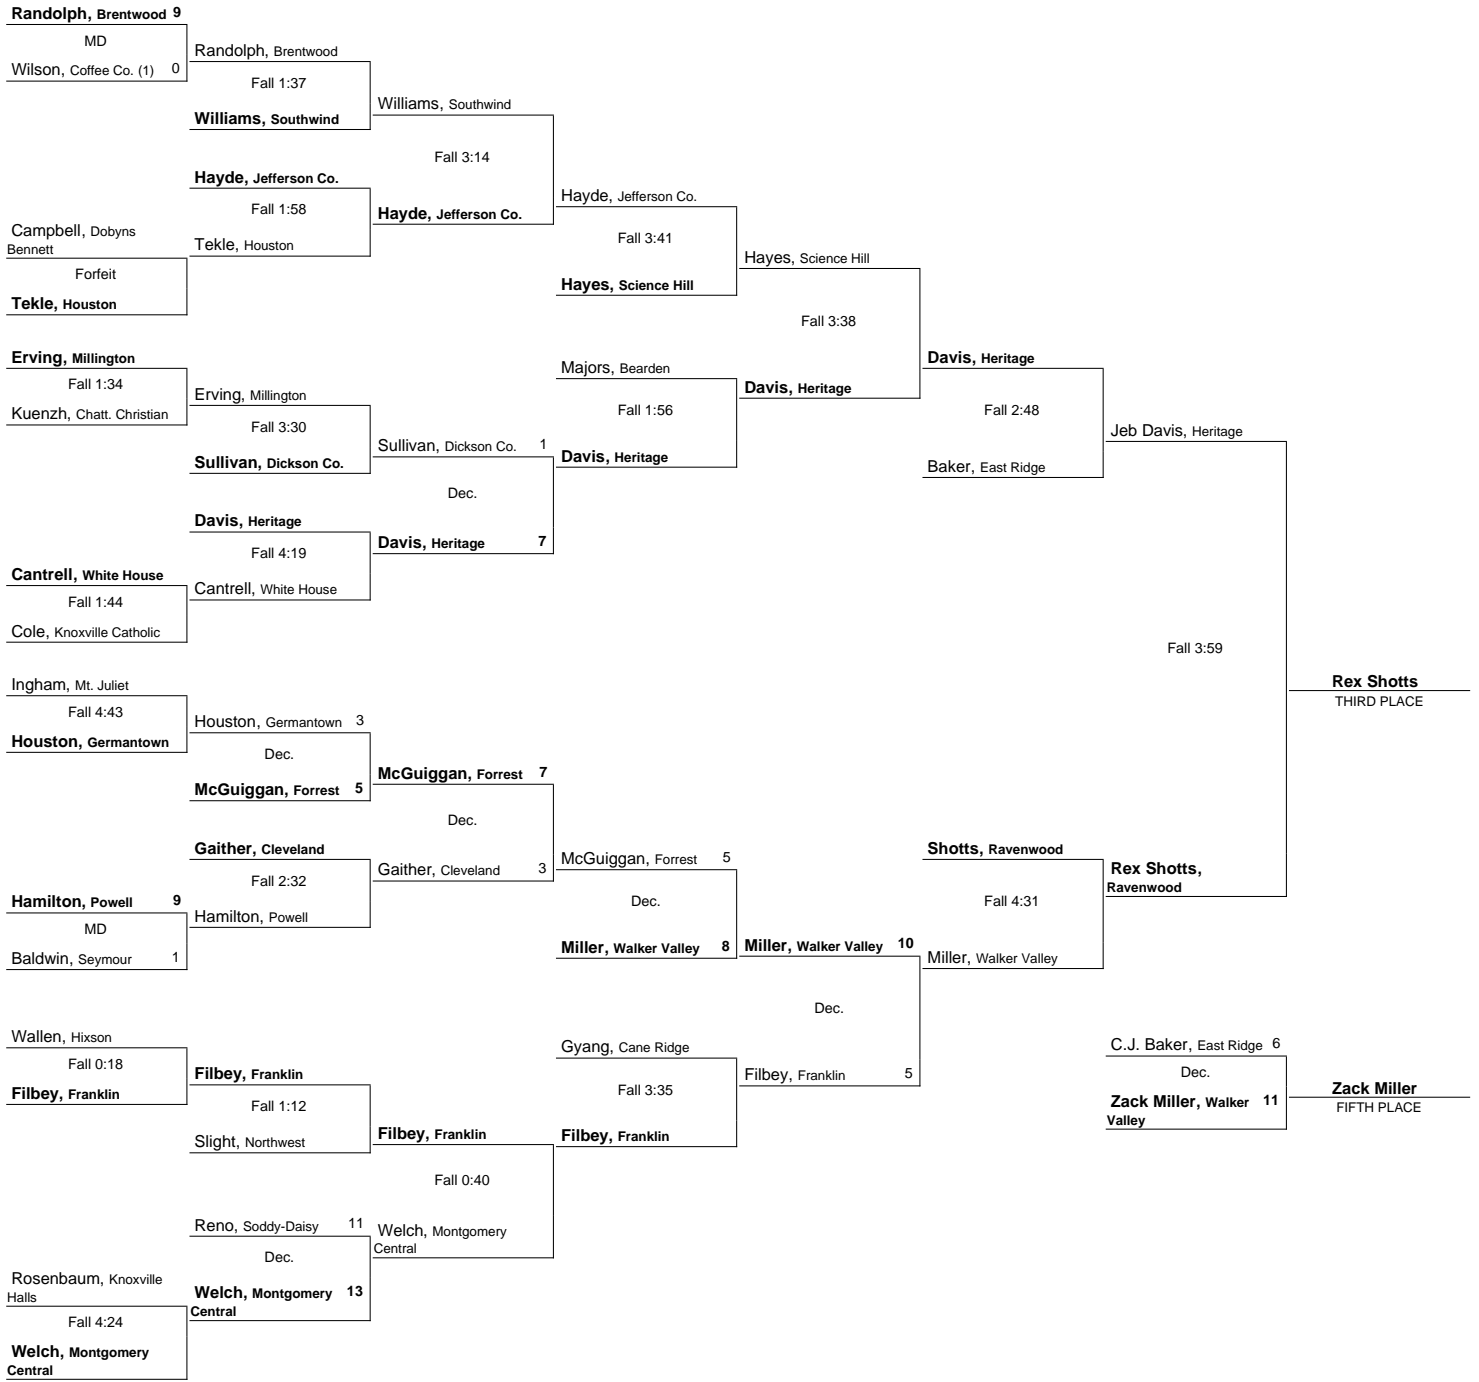 Randolph, Brentwood 9
MD
Wilson, Coffee Co. (1) 0
Randolph, Brentwood
Fall 1:37
Williams, Southwind
Williams, Southwind
Fall 3:14
Hayde, Jefferson Co.
Fall 1:58
Tekle, Houston
Hayde, Jefferson Co.
Campbell, Dobyns
Bennett
Forfeit
Tekle, Houston
Hayde, Jefferson Co.
Fall 3:41
Hayes, Science Hill
Hayes, Science Hill
Fall 3:38
Erving, Millington
Fall 1:34
Kuenzh, Chatt. Christian
Erving, Millington
Fall 3:30
Sullivan, Dickson Co.
Sullivan, Dickson Co. 1
Dec.
Davis, Heritage 7
Davis, Heritage
Fall 4:19
Cantrell, White House
Cantrell, White House
Fall 1:44
Cole, Knoxville Catholic
Majors, Bearden
Fall 1:56
Davis, Heritage
Davis, Heritage
Davis, Heritage
Fall 2:48
Baker, East Ridge
Jeb Davis, Heritage
Fall 3:59
Rex Shotts
THIRD PLACE
Ingham, Mt. Juliet
Fall 4:43
Houston, Germantown
Houston, Germantown 3
Dec.
McGuiggan, Forrest 5
McGuiggan, Forrest 7
Dec.
Gaither, Cleveland 3
Gaither, Cleveland
Fall 2:32
Hamilton, Powell
Hamilton, Powell 9
MD
Baldwin, Seymour 1
McGuiggan, Forrest 5
Dec.
Miller, Walker Valley 8
Miller, Walker Valley 10
Dec.
Filbey, Franklin 5
Shotts, Ravenwood
Fall 4:31
Miller, Walker Valley
Rex Shotts,
Ravenwood
Wallen, Hixson
Fall 0:18
Filbey, Franklin
Filbey, Franklin
Fall 1:12
Slight, Northwest
Filbey, Franklin
Fall 0:40
Welch, Montgomery
Central
Gyang, Cane Ridge
Fall 3:35
Filbey, Franklin
Reno, Soddy-Daisy 11
Dec.
Welch, Montgomery 13
Central
Rosenbaum, Knoxville
Halls
Fall 4:24
Welch, Montgomery
Central
C.J. Baker, East Ridge 6
Dec.
Zack Miller, Walker 11
Valley
Zack Miller
FIFTH PLACE